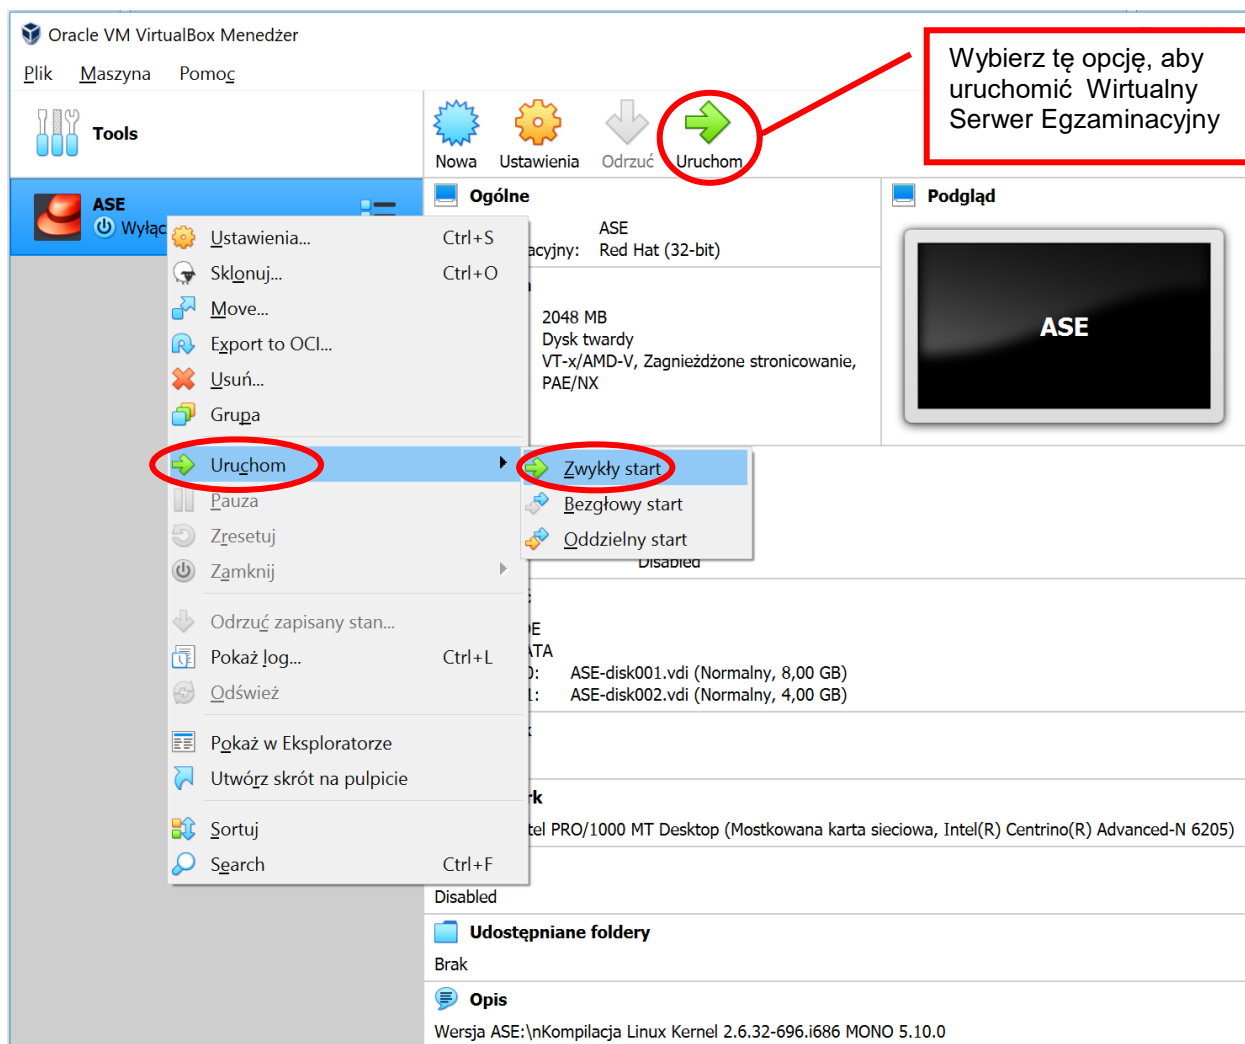 Oracle VM VirtualBox Menedżer
Plik Maszyna Pomoc
Wybierz tę opcję, aby
uruchomić Wirtualny
Serwer Egzaminacyjny
Tools
Nowa Ustawienia Odrzuć Uruchom
ASE
Wyłąc
Ogólne
ASE
acyjny: Red Hat (32-bit)
2048 MB
Dysk twardy
VT-x/AMD-V, Zagnieżdżone stronicowanie,
PAE/NX
Podgląd
ASE
Ustawienia... Ctrl+S
Sklonuj... Ctrl+O
Move...
Export to OCI...
Usuń...
Grupa
Uruchom
Pauza
Zresetuj
Zamknij
Odrzuć zapisany stan...
Pokaż log... Ctrl+L
Odśwież
Pokaż w Eksploratorze
Utwórz skrót na pulpicie
Sortuj
Search Ctrl+F
Zwykły start
Bezgłowy start
Oddzielny start
Disabled
DE
ATA
0: ASE-disk001.vdi (Normalny, 8,00 GB)
1: ASE-disk002.vdi (Normalny, 4,00 GB)
rk
tel PRO/1000 MT Desktop (Mostkowana karta sieciowa, Intel(R) Centrino(R) Advanced-N 6205)
Disabled
Udostępniane foldery
Brak
Opis
Wersja ASE:\nKompilacja Linux Kernel 2.6.32-696.i686 MONO 5.10.0